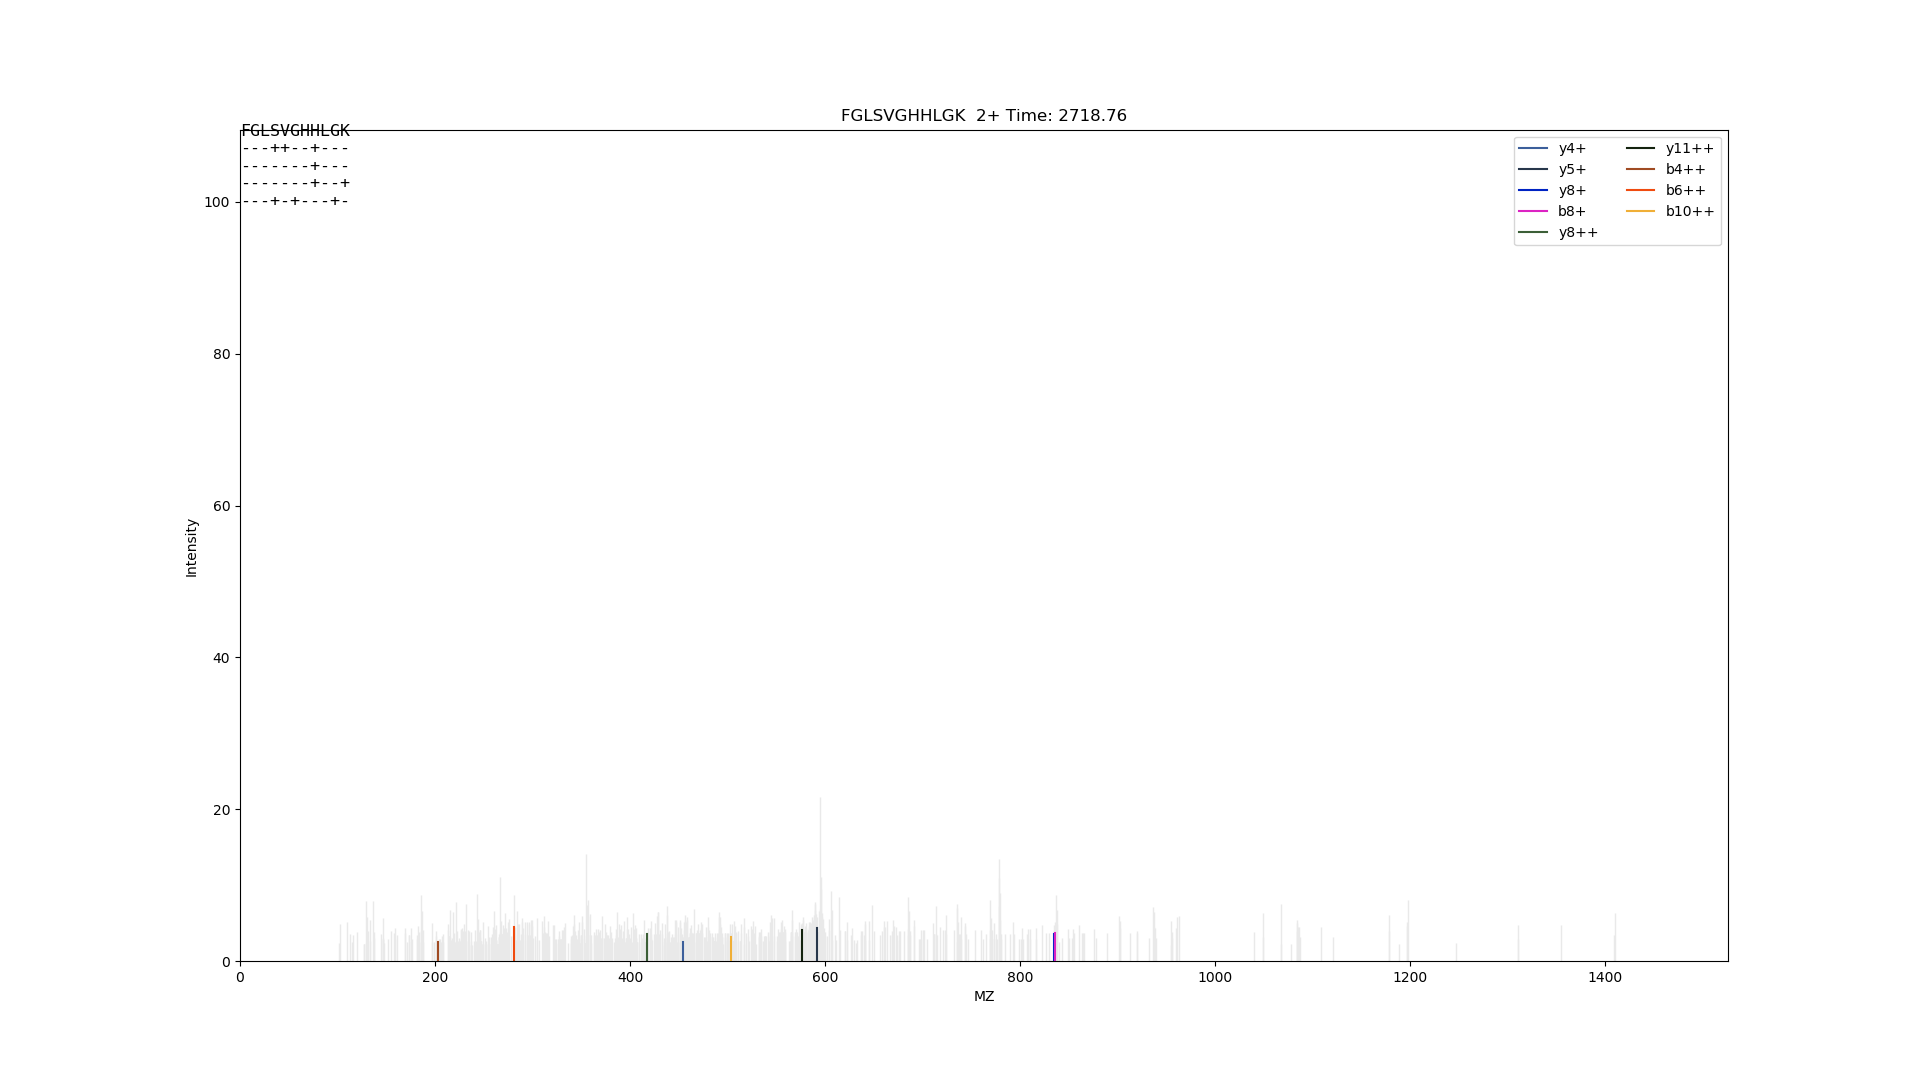 FGLSVGHHLGK  2+ Time: 2718.76
FGLSVGHHLGK
---++--+---
-------+---
-------+--+
---+-+---+-
y4+
y5+
y8+
b8+
y8++
y11++
b4++
b6++
b10++
100
80
60
40
20
0
Intensity
0 200 400 600 800 1000 1200 1400
MZ